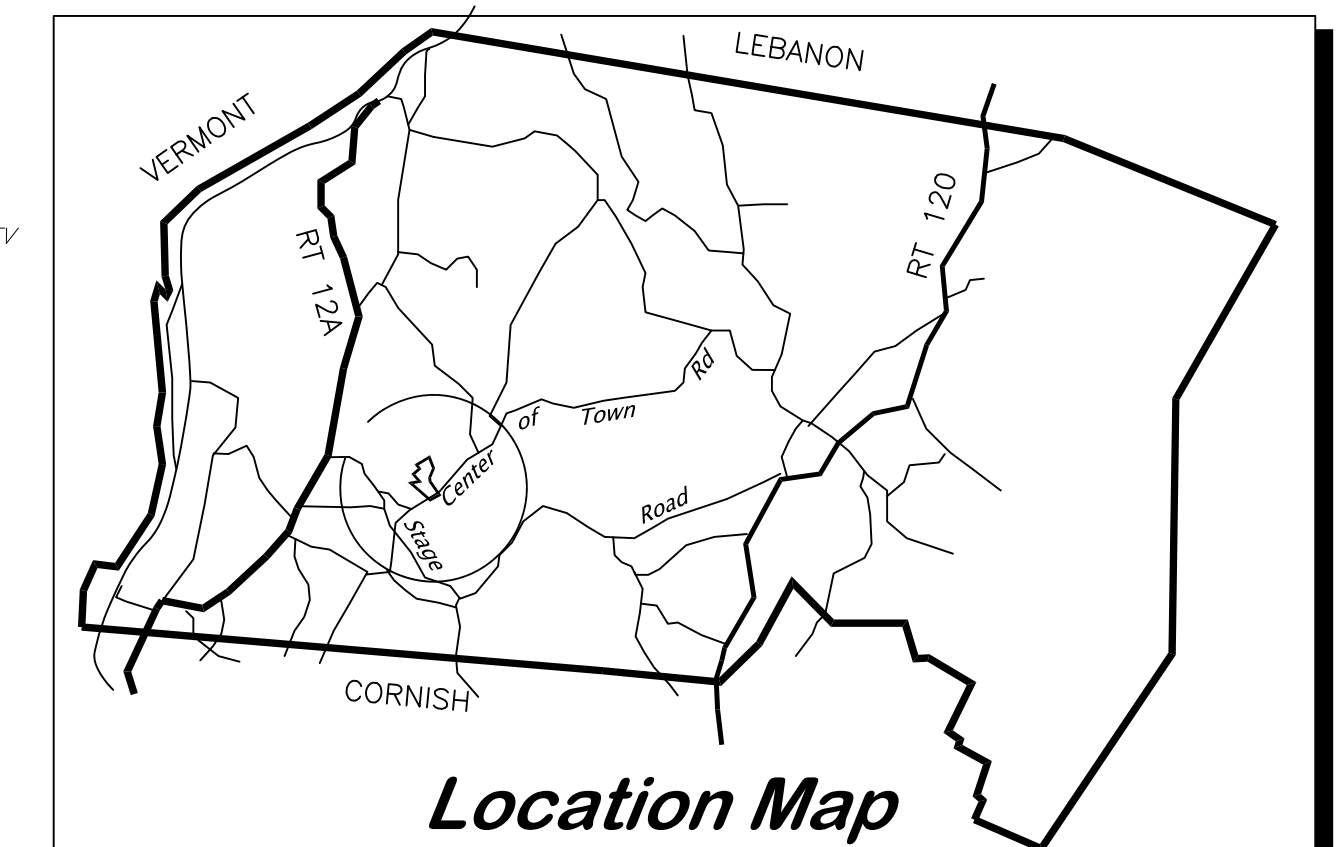 LEBANON
VERMONT
RT 120
RT 12A
Center of Town Rd
Stage Road
CORNISH
Location Map